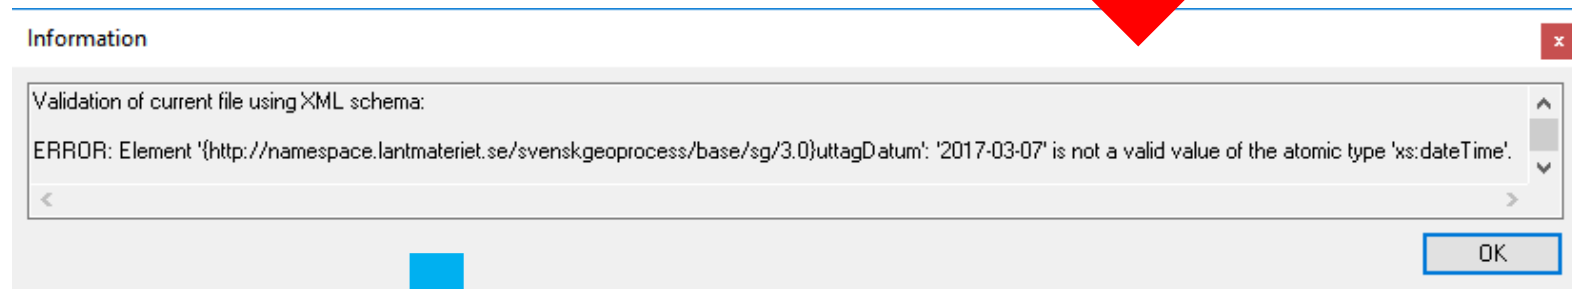 Information
x
Validation of current file using XML schema:
ERROR: Element '{http://namespace.lantmateriet.se/svenskgeoprocess/base/sg/3.0}uttagDatum': '2017-03-07' is not a valid value of the atomic type 'xs:dateTime'.
OK